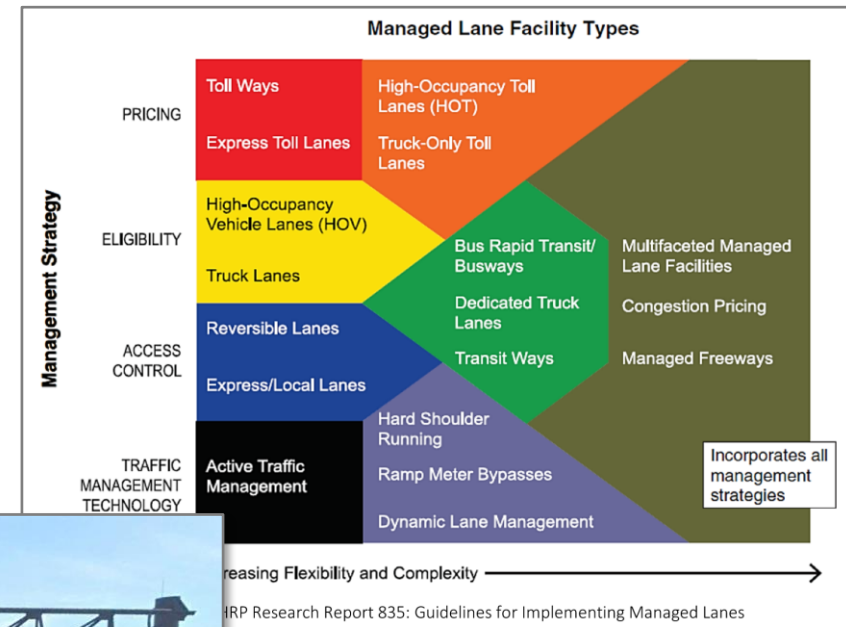 Managed Lane Facility Types
Management Strategy
PRICING
Toll Ways
Express Toll Lanes
High-Occupancy Toll
Lanes (HOT)
Truck-Only Toll
Lanes
ELIGIBILITY
High-Occupancy
Vehicle Lanes (HOV)
Truck Lanes
Bus Rapid Transit/
Busways
Dedicated Truck
Lanes
Transit Ways
Multifaceted Managed
Lane Facilities
Congestion Pricing
Managed Freeways
ACCESS
CONTROL
Reversible Lanes
Express/Local Lanes
TRAFFIC
MANAGEMENT
TECHNOLOGY
Active Traffic
Management
Hard Shoulder
Running
Ramp Meter Bypasses
Dynamic Lane Management
Incorporates all
management
strategies
reasing Flexibility and Complexity
HRP Research Report 835: Guidelines for Implementing Managed Lanes